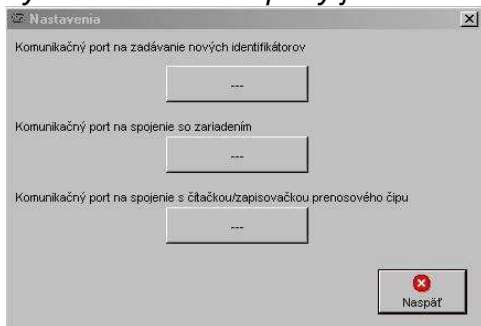 Nastavenia
Komunikačný port na zadávanie nových identifikátorov
---
Komunikačný port na spojenie so zariadením
---
Komunikačný port na spojenie s čítačkou/zapisovačkou prenosového čipu
---
Naspäť